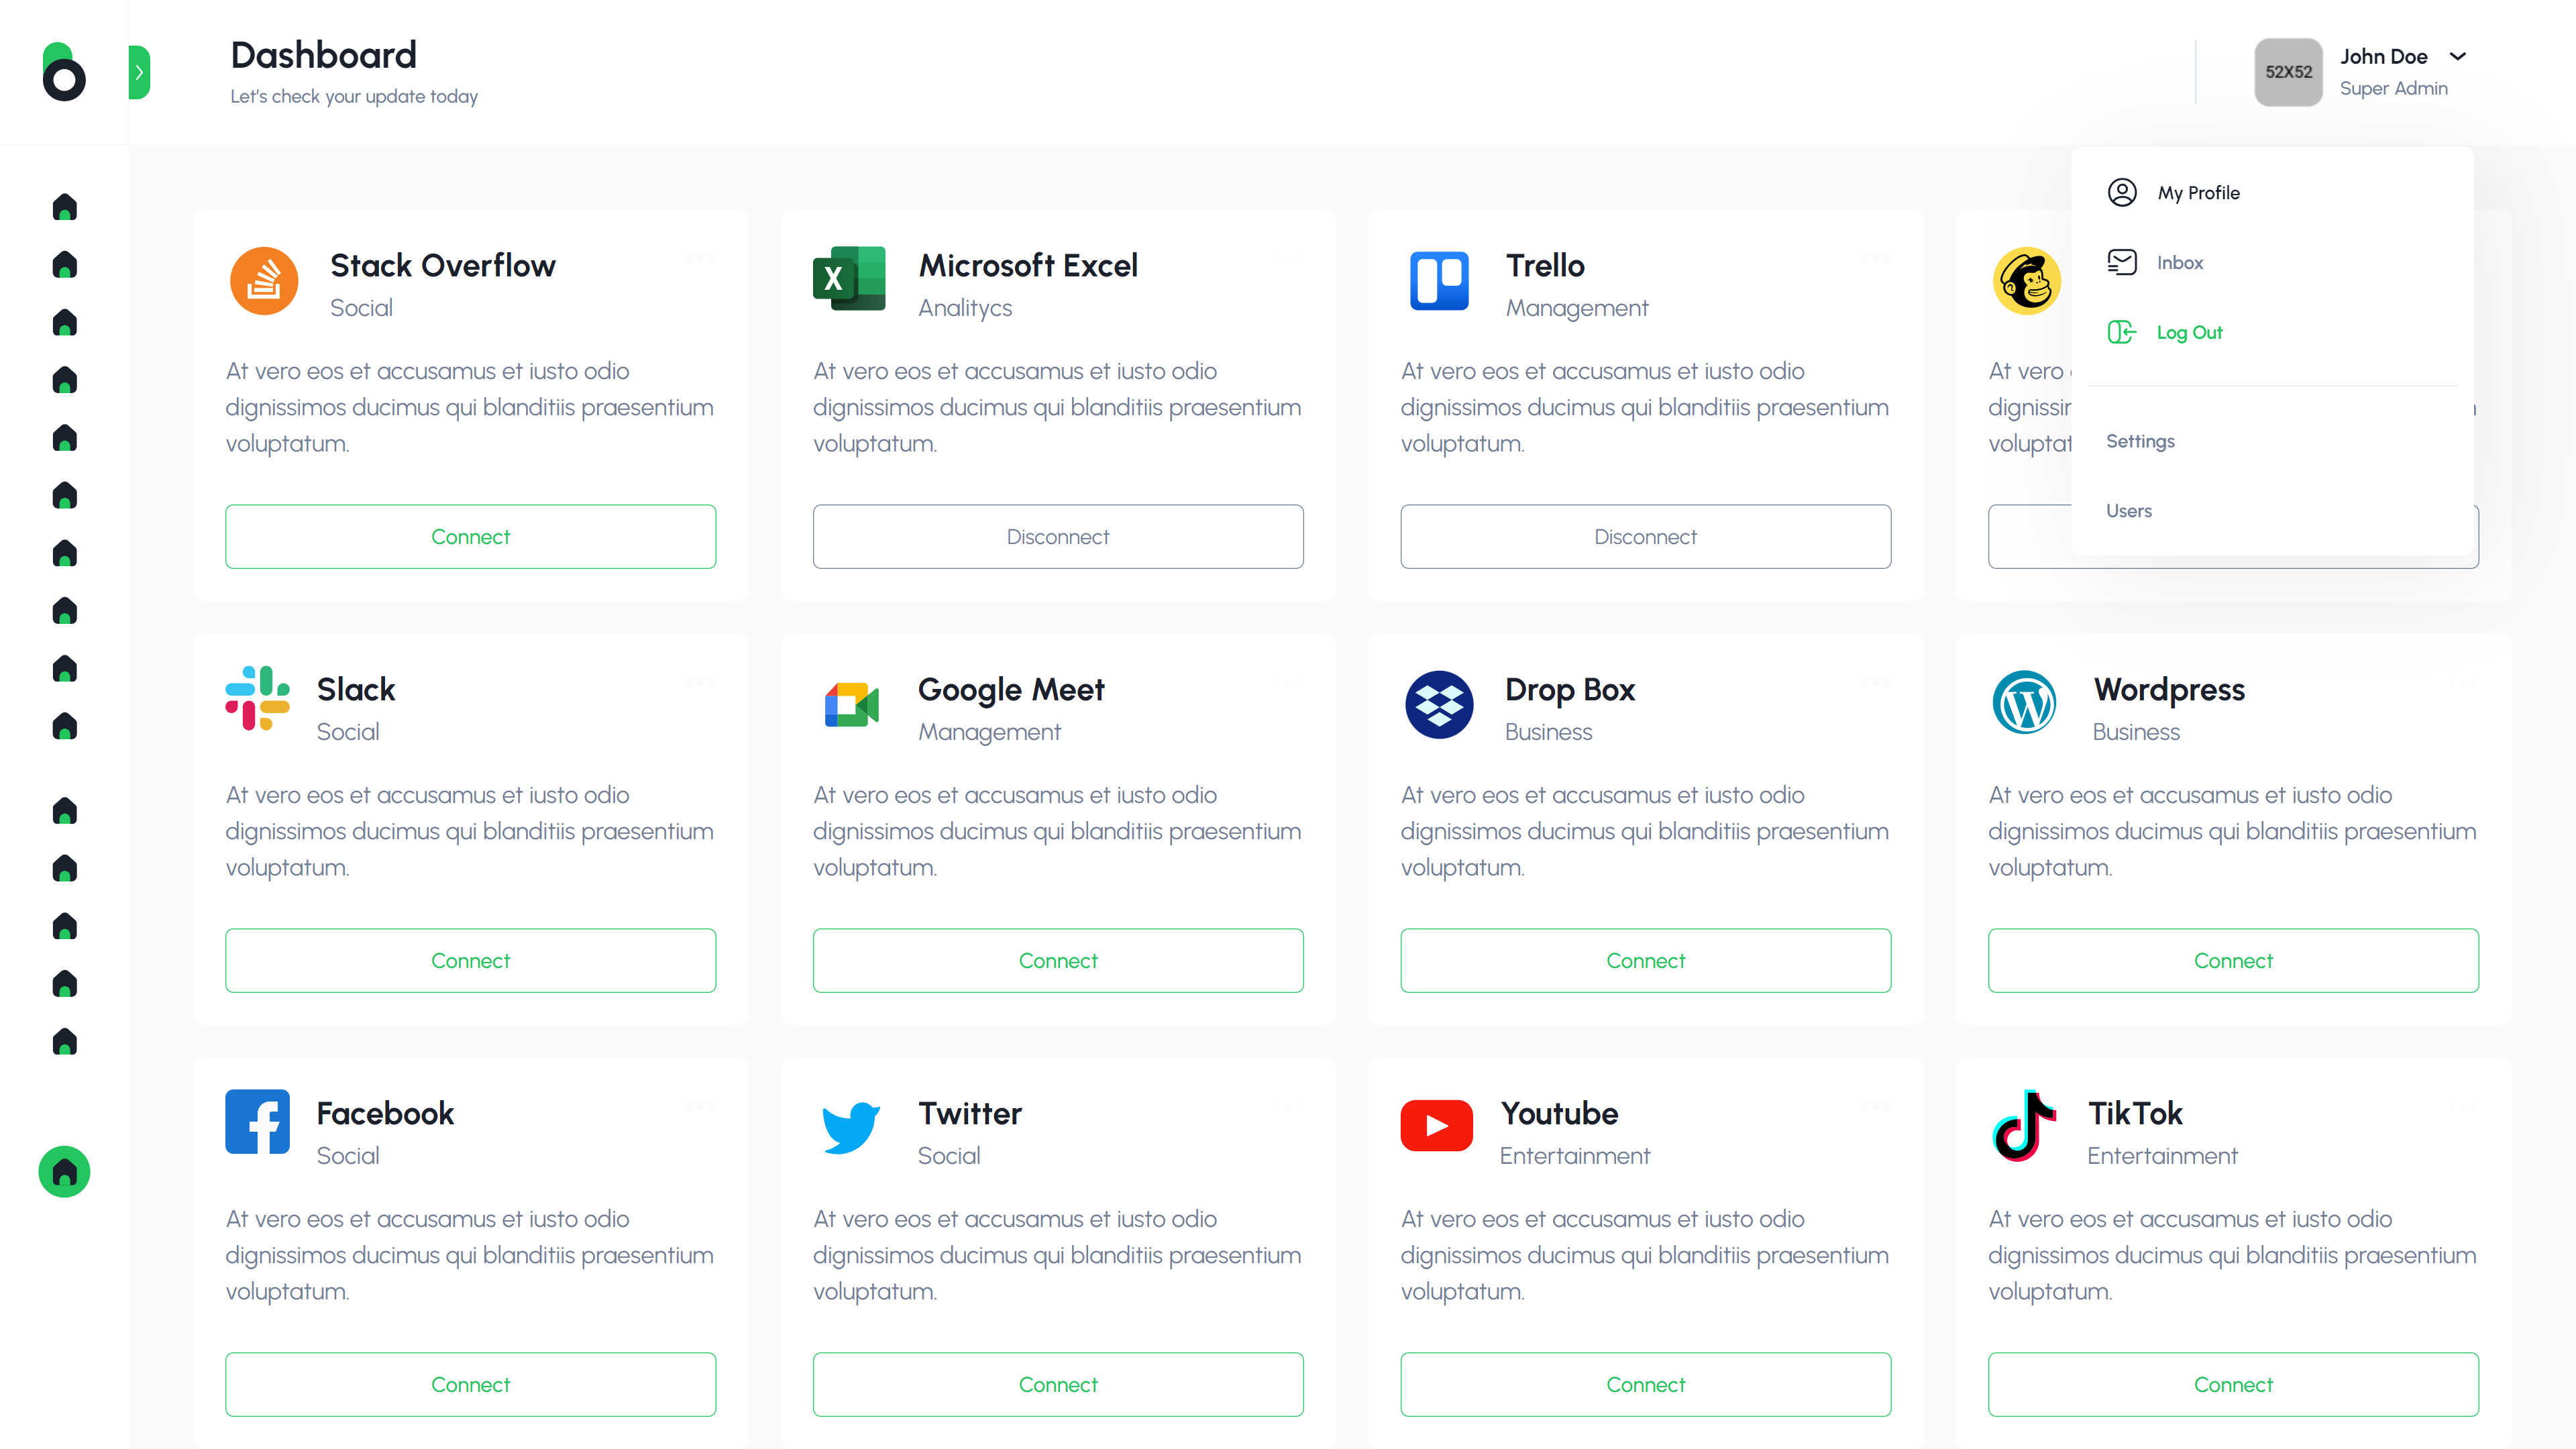 Dashboard
Let's check your update today
52X52
John Doe
Super Admin
My Profile
Inbox
Log Out
Settings
Users
Stack Overflow
Social
At vero eos et accusamus et iusto odio
dignissimos ducimus qui blanditiis praesentium
voluptatum.
Connect
X
Microsoft Excel
Analitycs
At vero eos et accusamus et iusto odio
dignissimos ducimus qui blanditiis praesentium
voluptatum.
Disconnect
Trello
Management
At vero eos et accusamus et iusto odio
dignissimos ducimus qui blanditiis praesentium
voluptatum.
Disconnect
At vero
Slack
Social
At vero eos et accusamus et iusto odio
dignissimos ducimus qui blanditiis praesentium
voluptatum.
Connect
Google Meet
Management
At vero eos et accusamus et iusto odio
dignissimos ducimus qui blanditiis praesentium
voluptatum.
Connect
Drop Box
Business
At vero eos et accusamus et iusto odio
dignissimos ducimus qui blanditiis praesentium
voluptatum.
Connect
Wordpress
Business
At vero eos et accusamus et iusto odio
dignissimos ducimus qui blanditiis praesentium
voluptatum.
Connect
Facebook
Social
At vero eos et accusamus et iusto odio
dignissimos ducimus qui blanditiis praesentium
voluptatum.
Connect
Twitter
Social
At vero eos et accusamus et iusto odio
dignissimos ducimus qui blanditiis praesentium
voluptatum.
Connect
Youtube
Entertainment
At vero eos et accusamus et iusto odio
dignissimos ducimus qui blanditiis praesentium
voluptatum.
Connect
TikTok
Entertainment
At vero eos et accusamus et iusto odio
dignissimos ducimus qui blanditiis praesentium
voluptatum.
Connect